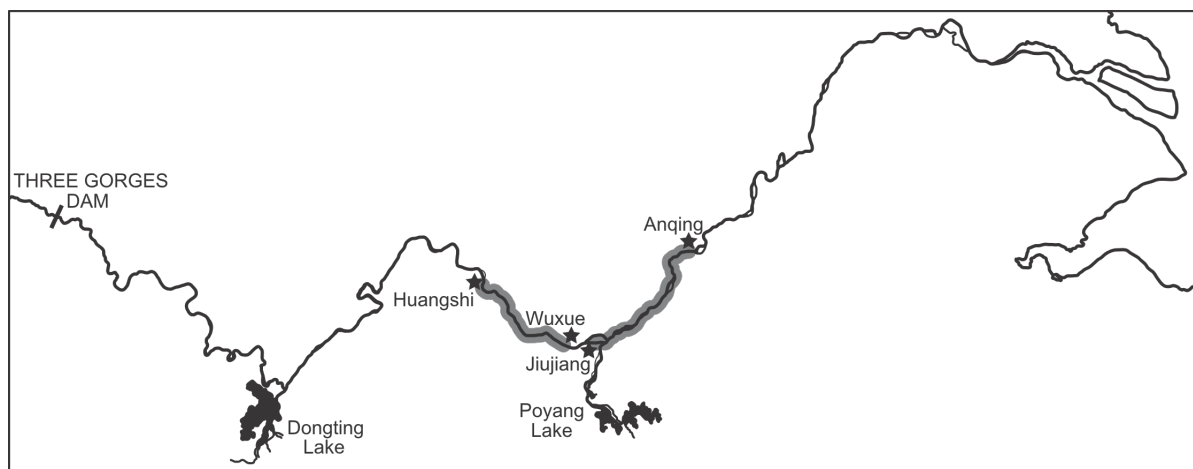 THREE GORGES
DAM
Anqing
Huangshi
Wuxue
Jiujiang
Poyang
Lake
Dongting
Lake